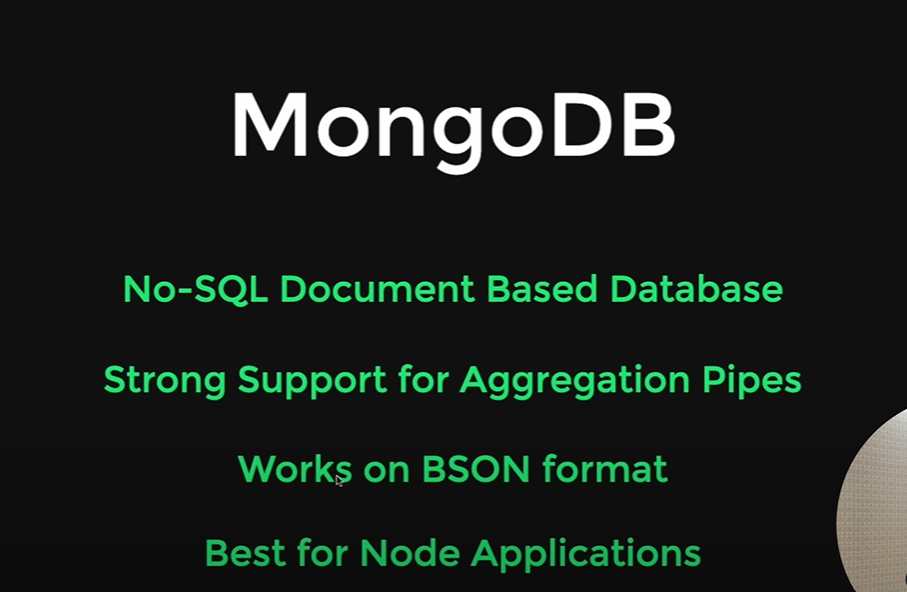 MongoDB
No-SQL Document Based Database
Strong Support for Aggregation Pipes
Works on BSON format
Best for Node Applications